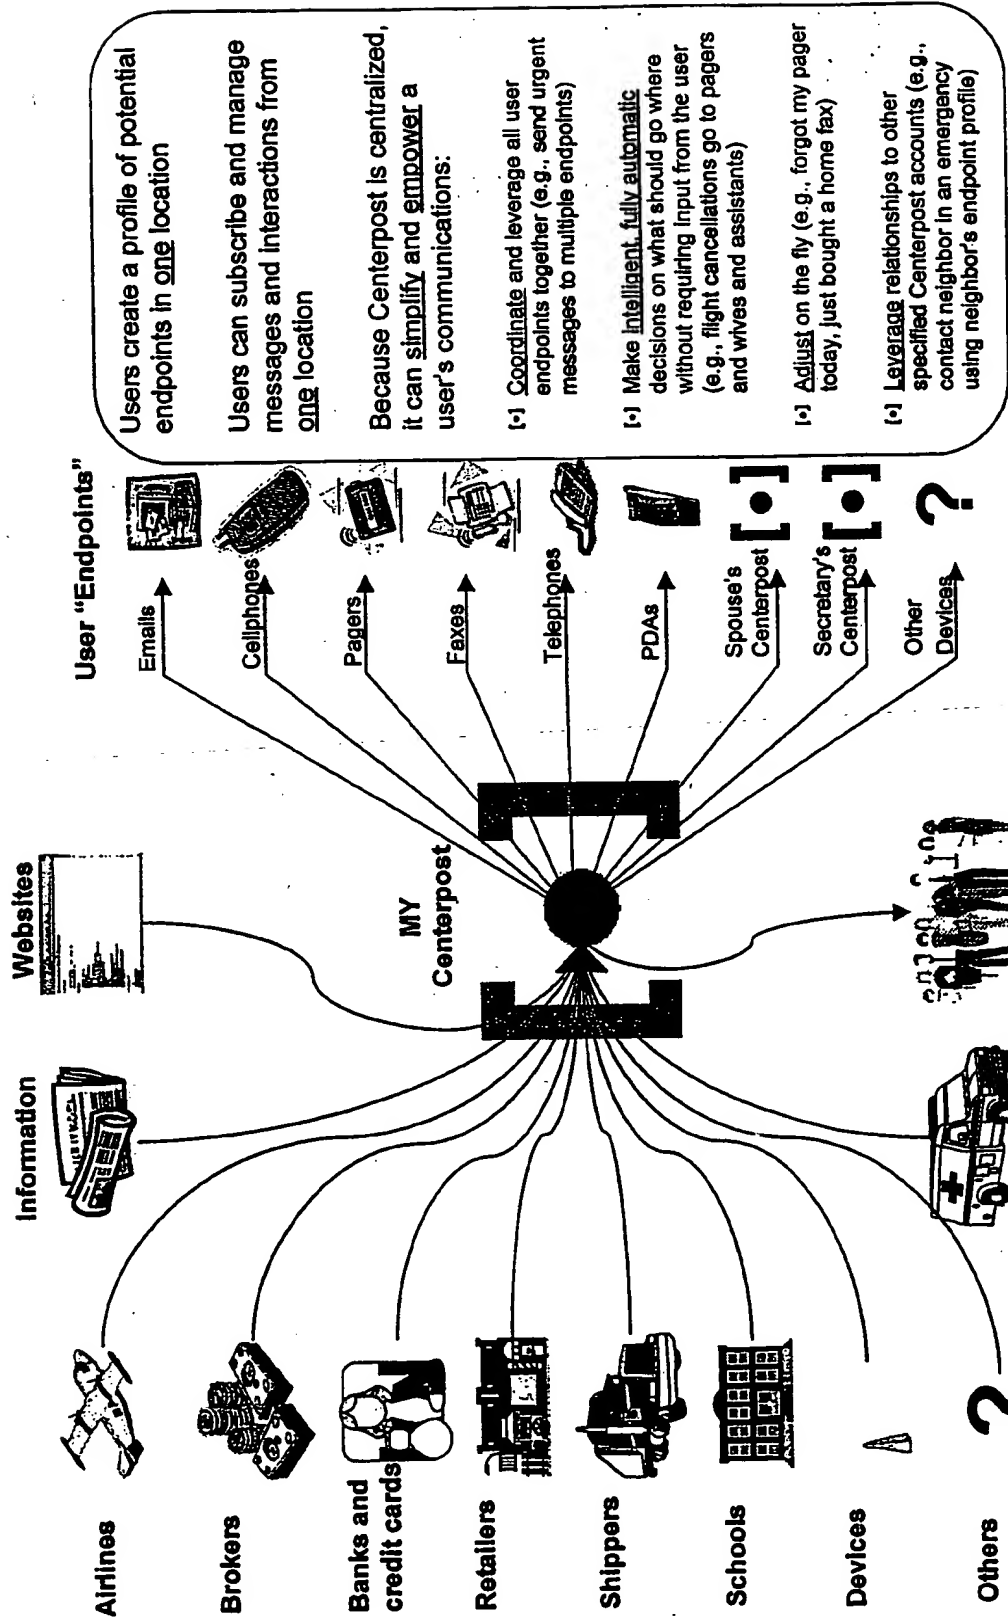 Airlines
Brokers
Banks and
credit cards
Retailers
Shippers
Schools
Devices
Others
?
Information
Websites
MY
Centerpost
User "Endpoints"
Emails
Cellphones
Pagers
Faxes
Telephones
PDAs
Spouse's
Centerpost
[•]
Secretary's
Centerpost
[•]
Other
Devices
?
Users create a profile of potential
endpoints in one location
Users can subscribe and manage
messages and interactions from
one location
Because Centerpost is centralized,
it can simplify and empower a
user's communications:
[•] Coordinate and leverage all user
endpoints together (e.g., send urgent
messages to multiple endpoints)
[•] Make intelligent, fully automatic
decisions on what should go where
without requiring input from the user
(e.g., flight cancellations go to pagers
and wives and assistants)
[•] Adjust on the fly (e.g., forgot my pager
today, just bought a home fax)
[•] Leverage relationships to other
specified Centerpost accounts (e.g.,
contact neighbor in an emergency
using neighbor's endpoint profile)